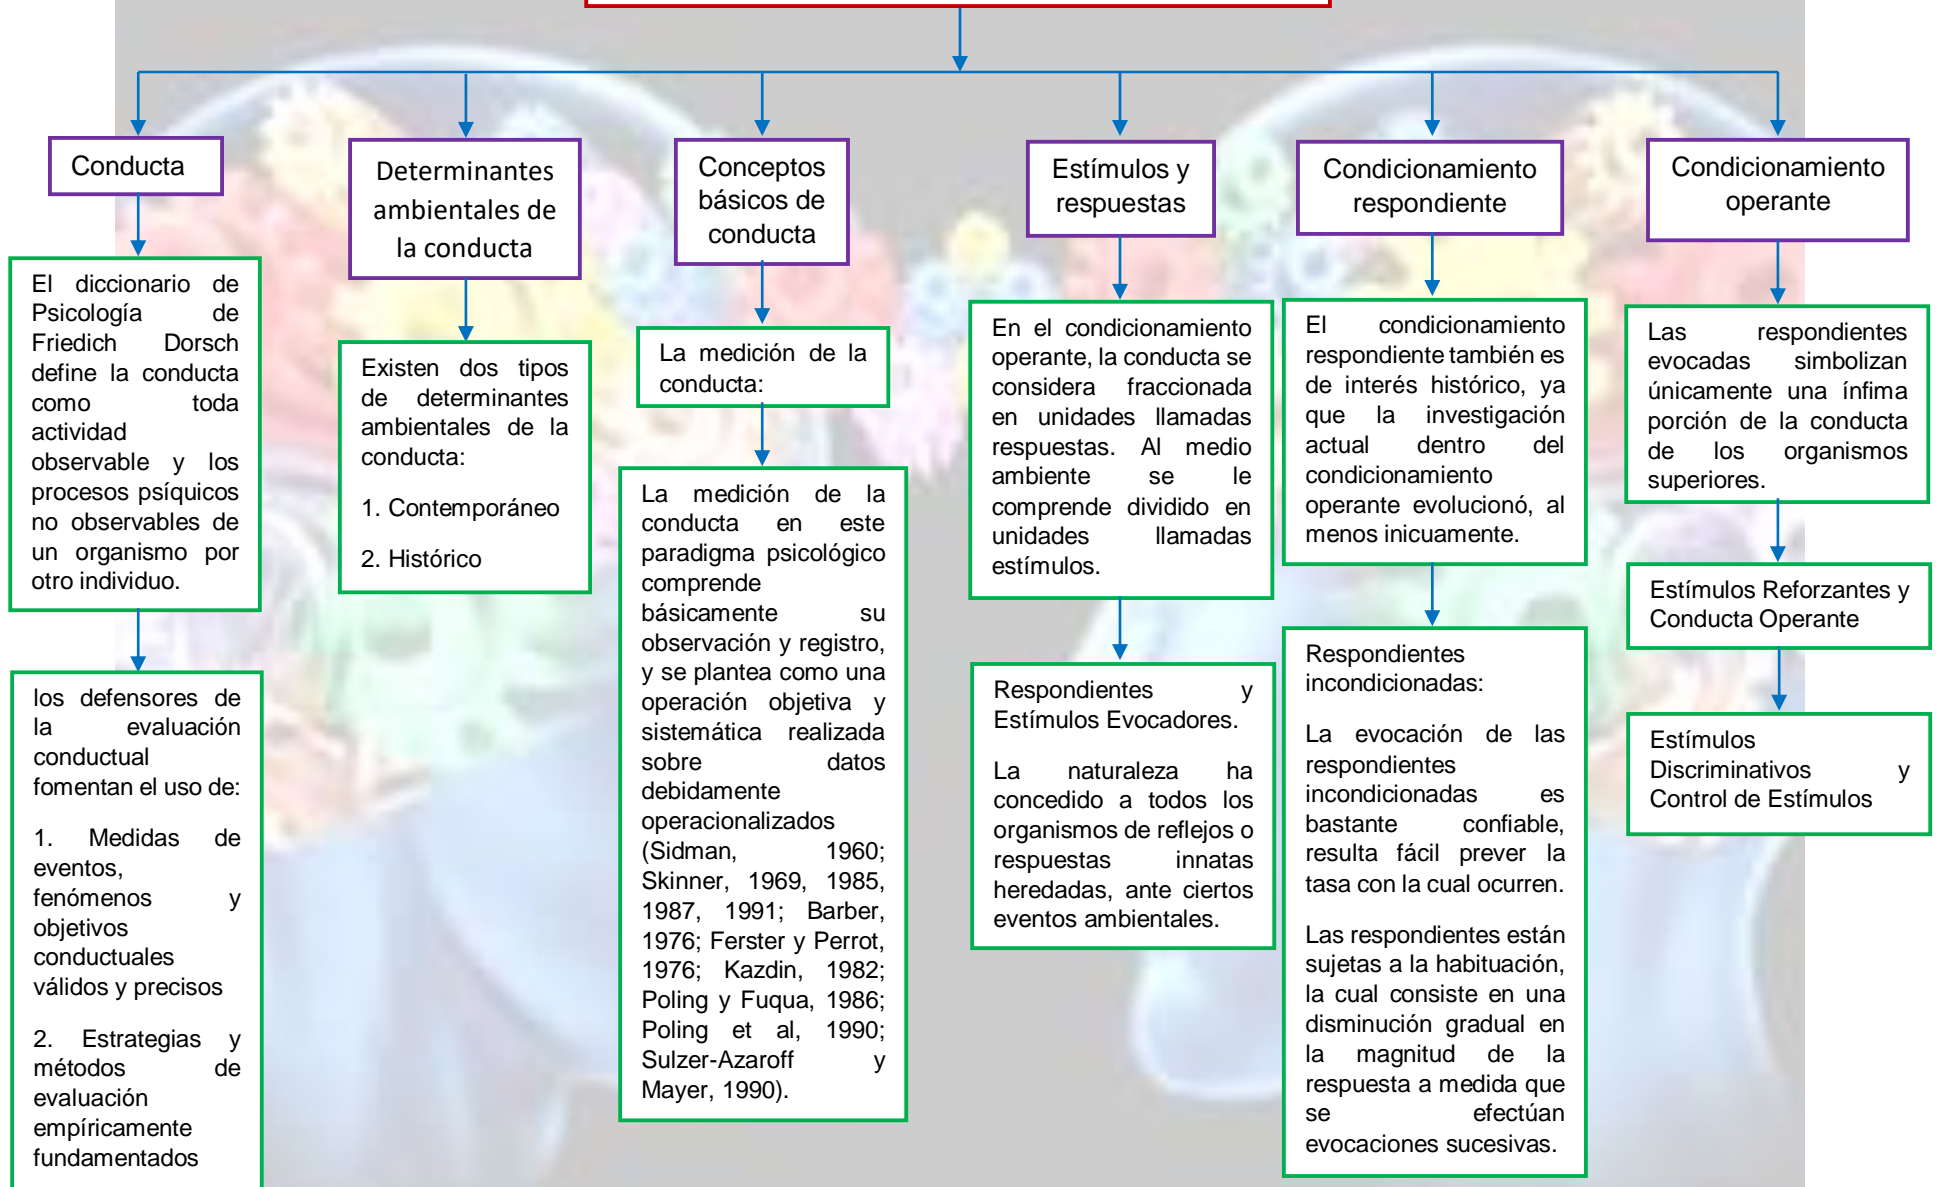 Conducta
El diccionario de
Psicología de
Friedich Dorsch
define la conducta
como toda
actividad
observable y los
procesos psíquicos
no observables de
un organismo por
otro individuo.
los defensores de
la evaluación
conductual
fomentan el uso de:
1. Medidas de
eventos,
fenómenos y
objetivos
conductuales
válidos y precisos
2. Estrategias y
métodos de
evaluación
empíricamente
fundamentados
Determinantes
ambientales de
la conducta
Existen dos tipos
de determinantes
ambientales de la
conducta:
1. Contemporáneo
2. Histórico
Conceptos
básicos de
conducta
La medición de la
conducta:
La medición de la
conducta en este
paradigma psicológico
comprende
básicamente su
observación y registro,
y se plantea como una
operación objetiva y
sistemática realizada
sobre datos
debidamente
operacionalizados
(Sidman, 1960;
Skinner, 1969, 1985,
1987, 1991; Barber,
1976; Ferster y Perrot,
1976; Kazdin, 1982;
Poling y Fuqua, 1986;
Poling et al, 1990;
Sulzer-Azaroff y
Mayer, 1990).
Estímulos y
respuestas
En el condicionamiento
operante, la conducta se
considera fraccionada
en unidades llamadas
respuestas. Al medio
ambiente se le
comprende dividido en
unidades llamadas
estímulos.
Respondientes y
Estímulos Evocadores.
La naturaleza ha
concedido a todos los
organismos de reflejos o
respuestas innatas
heredadas, ante ciertos
eventos ambientales.
Condicionamiento
respondiente
El condicionamiento
respondiente también es
de interés histórico, ya
que la investigación
actual dentro del
condicionamiento
operante evolucionó, al
menos inicuamente.
Respondientes
incondicionadas:
La evocación de las
respondientes
incondicionadas es
bastante confiable,
resulta fácil prever la
tasa con la cual ocurren.
Las respondientes están
sujetas a la habituación,
la cual consiste en una
disminución gradual en
la magnitud de la
respuesta a medida que
se efectúan
evocaciones sucesivas.
Condicionamiento
operante
Las respondientes
evocadas simbolizan
únicamente una ínfima
porción de la conducta
de los organismos
superiores.
Estímulos Reforzantes y
Conducta Operante
Estímulos
Discriminativos y
Control de Estímulos